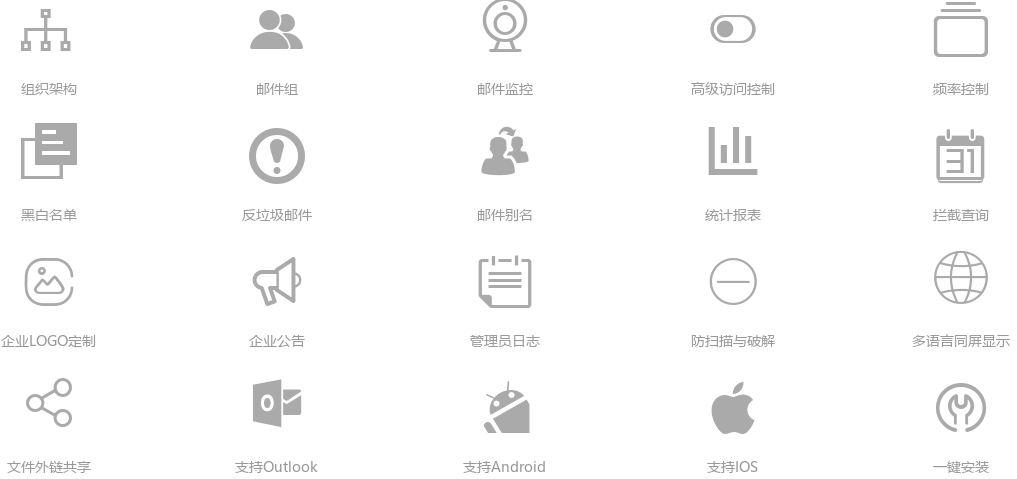 组织架构
邮件组
邮件监控
高级访问控制
频率控制
黑白名单
反垃圾邮件
邮件别名
统计报表
31
拦截查询
企业LOGO定制
企业公告
管理员日志
防扫描与破解
多语言同屏显示
文件外链共享
支持Outlook
支持Android
支持IOS
一键安装